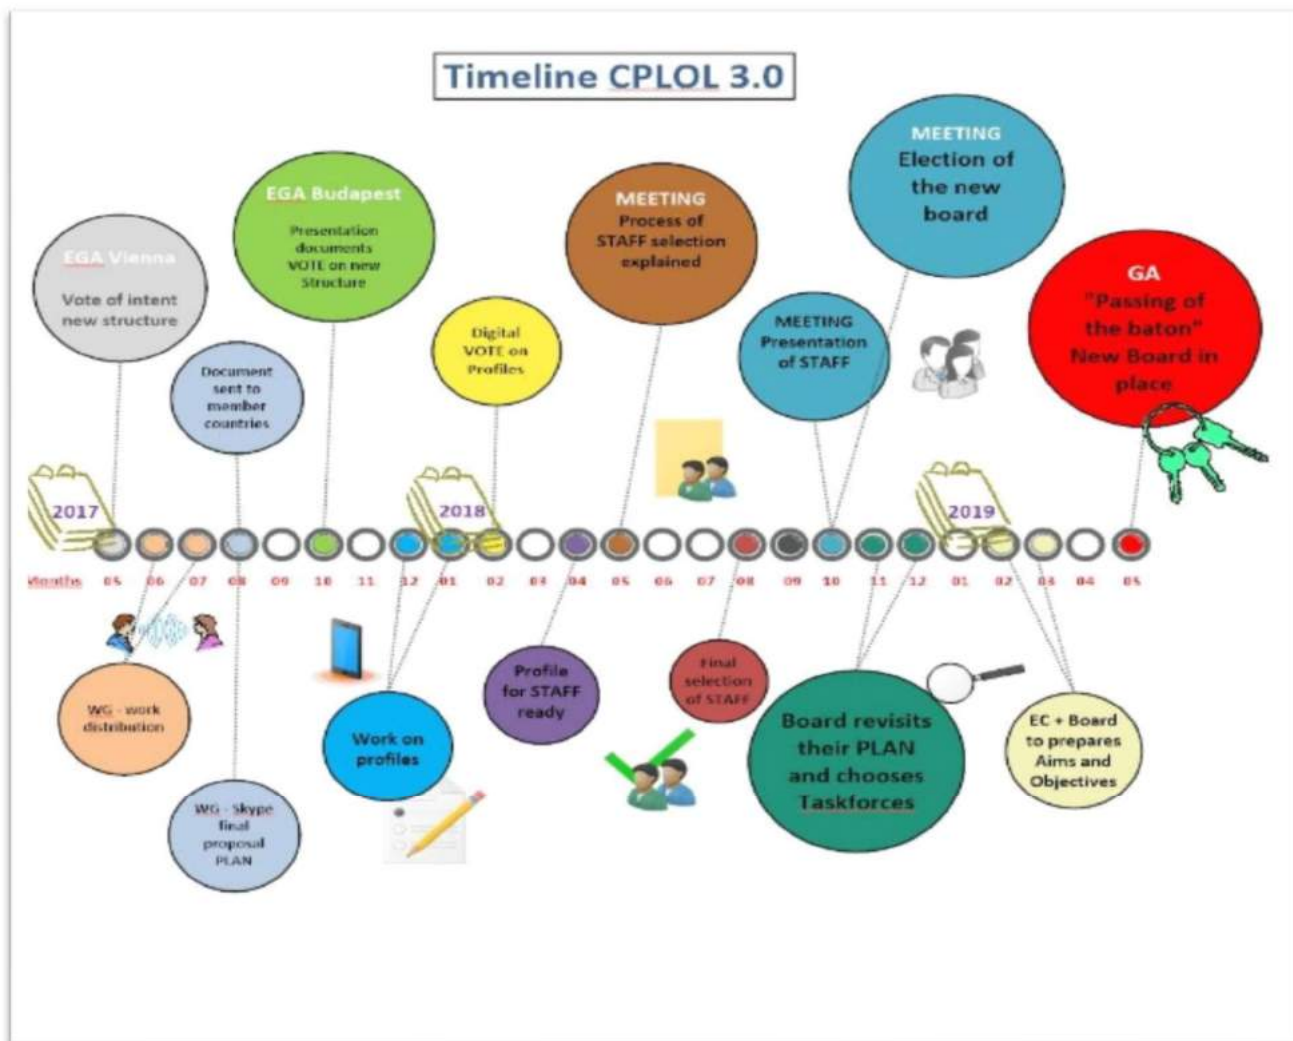 Timeline CPLOL 3.0
EGA Vienna
Vote of intent
new structure
Document
sent to
member
countries
EGA Budapest
Presentation
documents
VOTE on new
Structure
Digital
VOTE on
Profiles
MEETING
Process of
STAFF selection
explained
MEETING
Presentation
of STAFF
MEETING
Election of
the new
board
GA
"Passing of
the baton"
New Board in
place
2017
2018
2019
Months 05 06 07 08 09 10 11 12 01 02 03 04 05 06 07 08 09 10 11 12 01 02 03 04 05
WG - work
distribution
WG - Skype
final
proposal
PLAN
Work on
profiles
Profile
for STAFF
ready
Final
selection
of STAFF
Board revisits
their PLAN
and chooses
Taskforces
EC + Board
to prepares
Aims and
Objectives